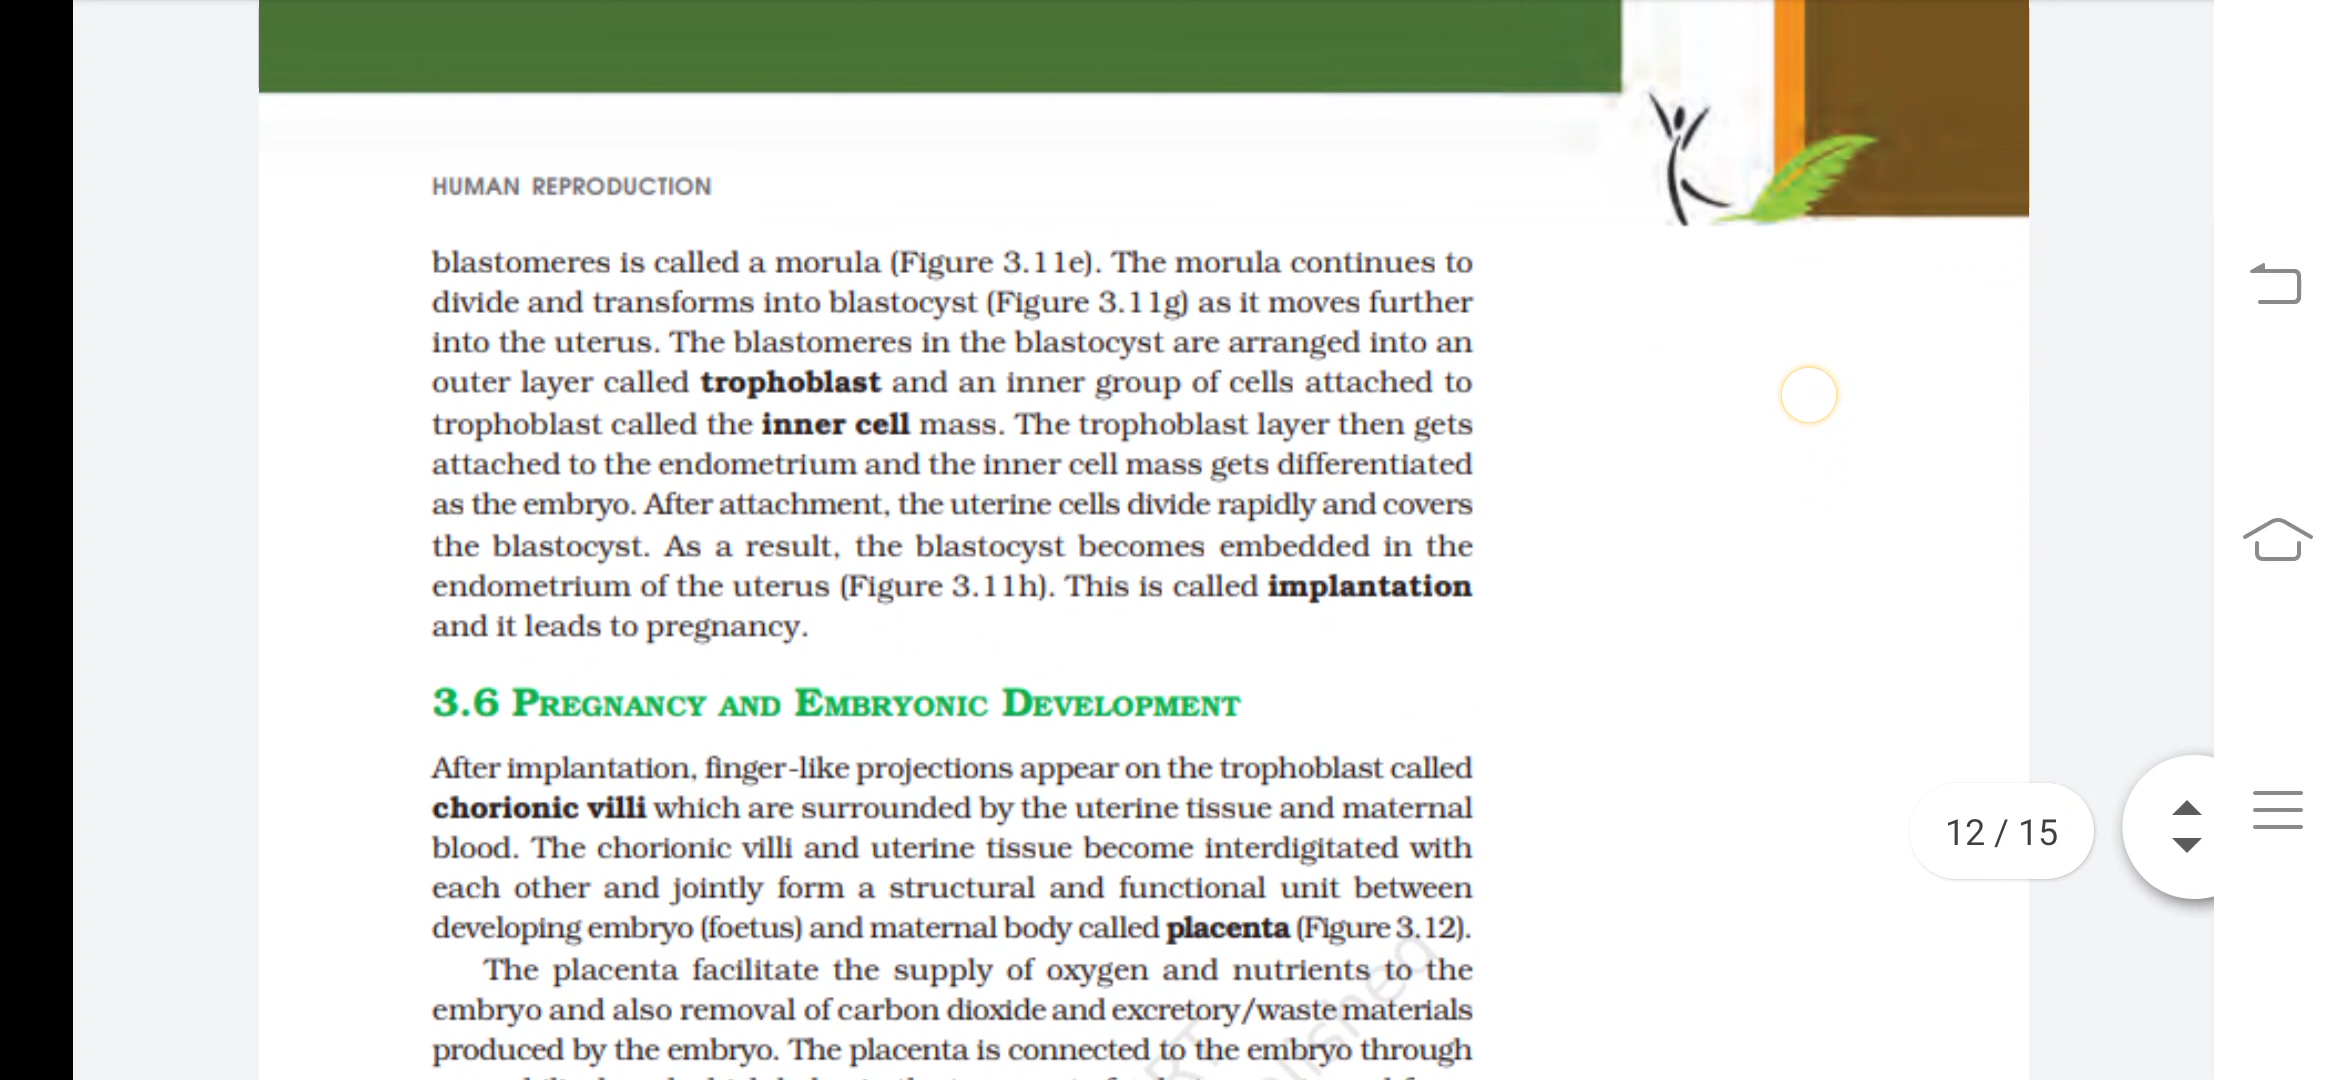 HUMAN REPRODUCTION
blastomeres is called a morula (Figure 3.11e). The morula continues to
divide and transforms into blastocyst (Figure 3.11g) as it moves further
into the uterus. The blastomeres in the blastocyst are arranged into an
outer layer called trophoblast and an inner group of cells attached to
trophoblast called the inner cell mass. The trophoblast layer then gets
attached to the endometrium and the inner cell mass gets differentiated
as the embryo. After attachment, the uterine cells divide rapidly and covers
the blastocyst. As a result, the blastocyst becomes embedded in the
endometrium of the uterus (Figure 3.11h). This is called implantation
and it leads to pregnancy.
3.6 PREGNANCY AND EMBRYONIC DEVELOPMENT
After implantation, finger-like projections appear on the trophoblast called
chorionic villi which are surrounded by the uterine tissue and maternal
blood. The chorionic villi and uterine tissue become interdigitated with
each other and jointly form a structural and functional unit between
developing embryo (foetus) and maternal body called placenta (Figure 3.12).
The placenta facilitate the supply of oxygen and nutrients to the
embryo and also removal of carbon dioxide and excretory/waste materials
produced by the embryo. The placenta is connected to the embryo through
12 / 15